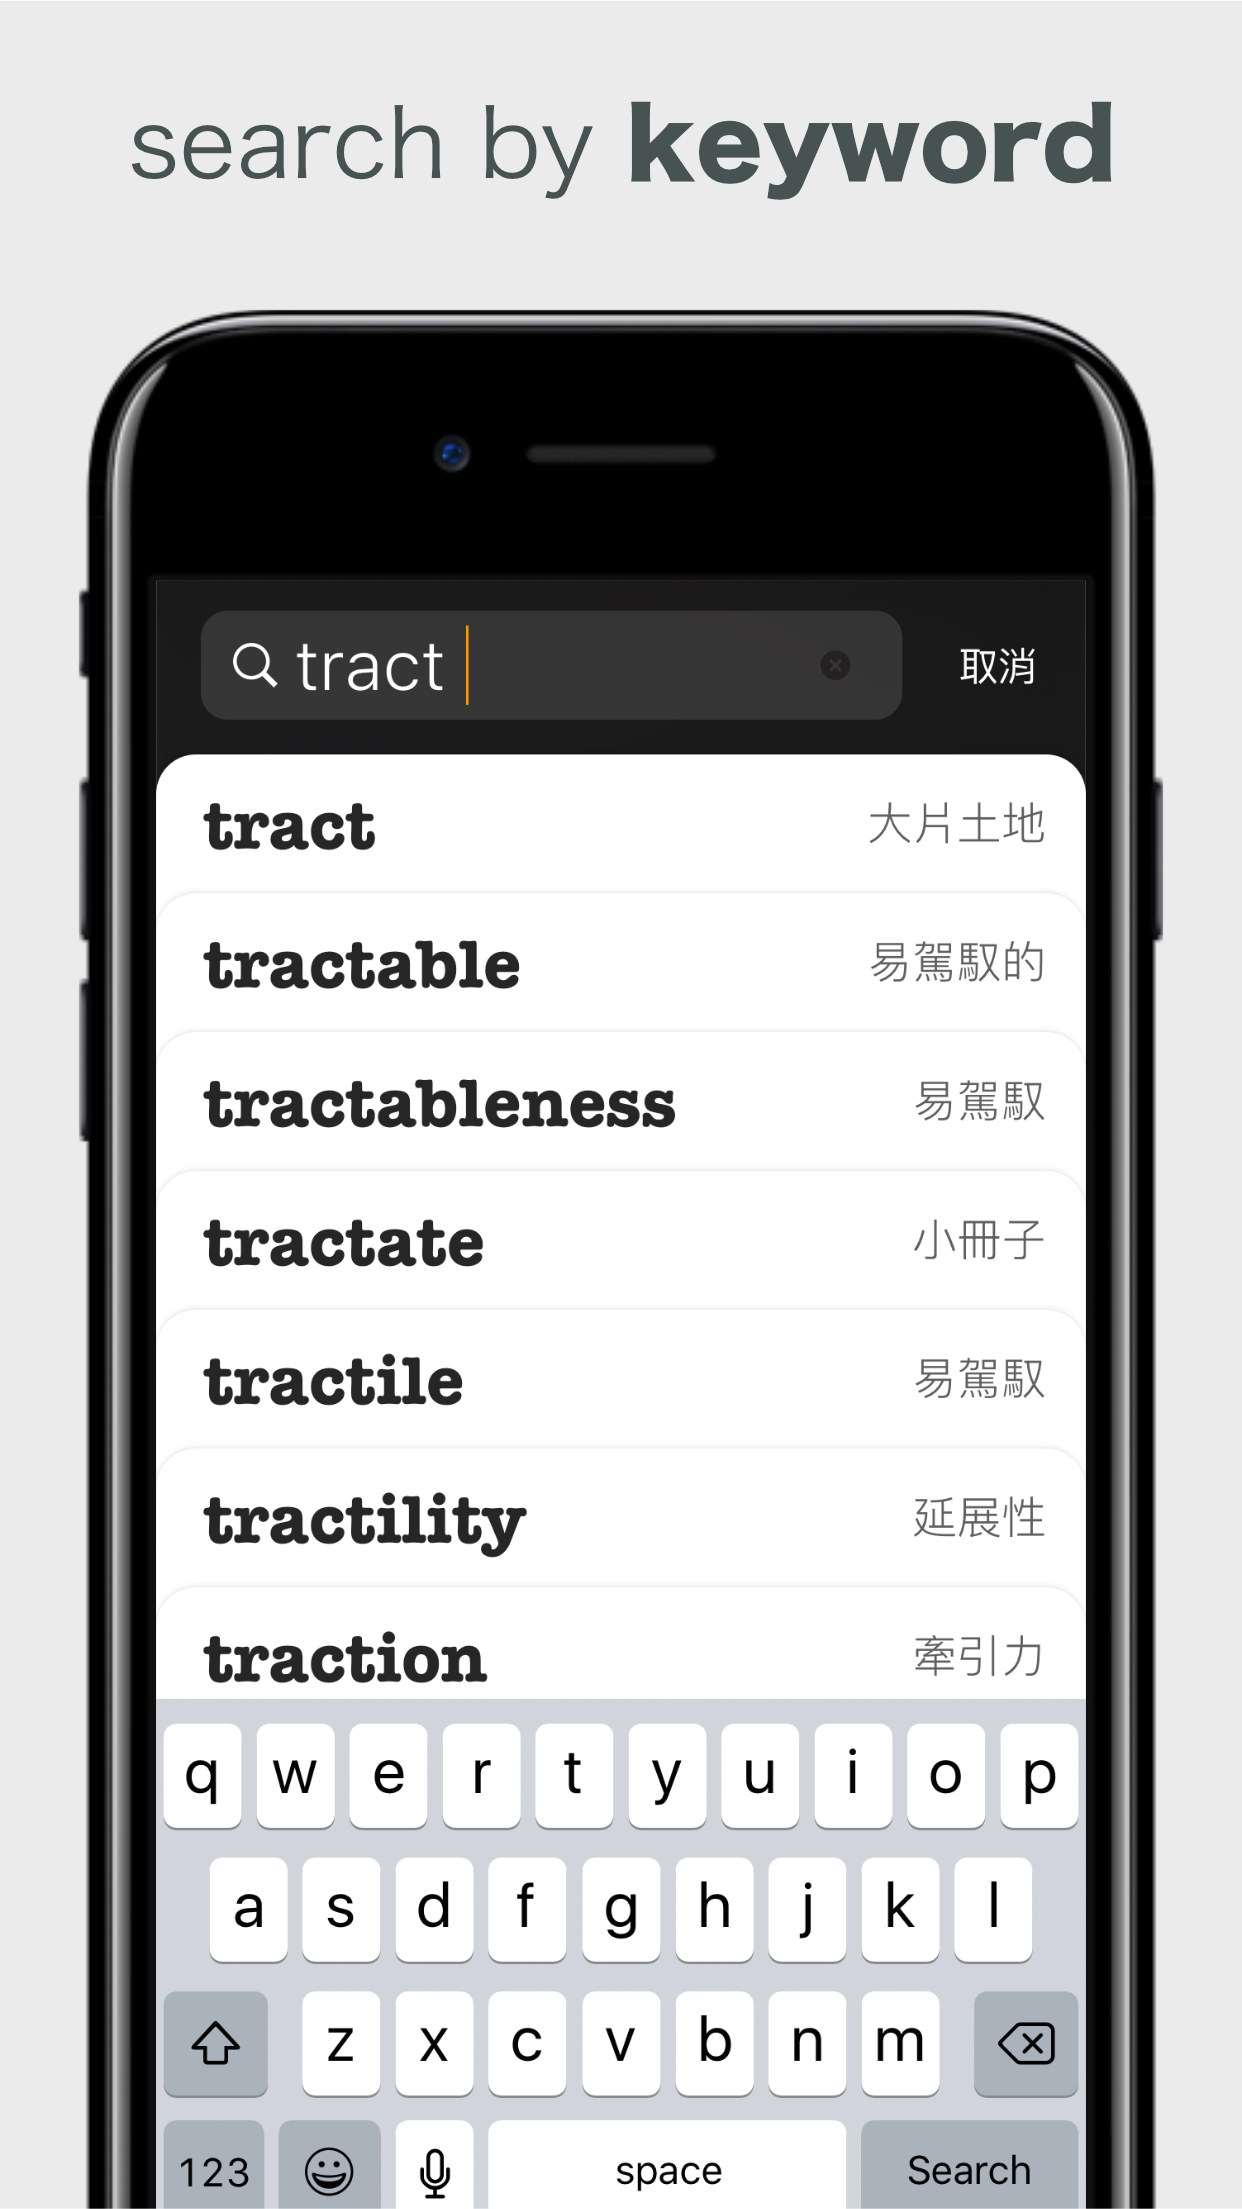 search by keyword
tract
取消
tract 大片土地
tractable 易駕馭的
tractableness 易駕馭
tractate 小冊子
tractile 易駕馭
tractility 延展性
traction 牽引力
q w e r t y u i o p
a s d f g h j k l
z x c v b n m
123 space Search